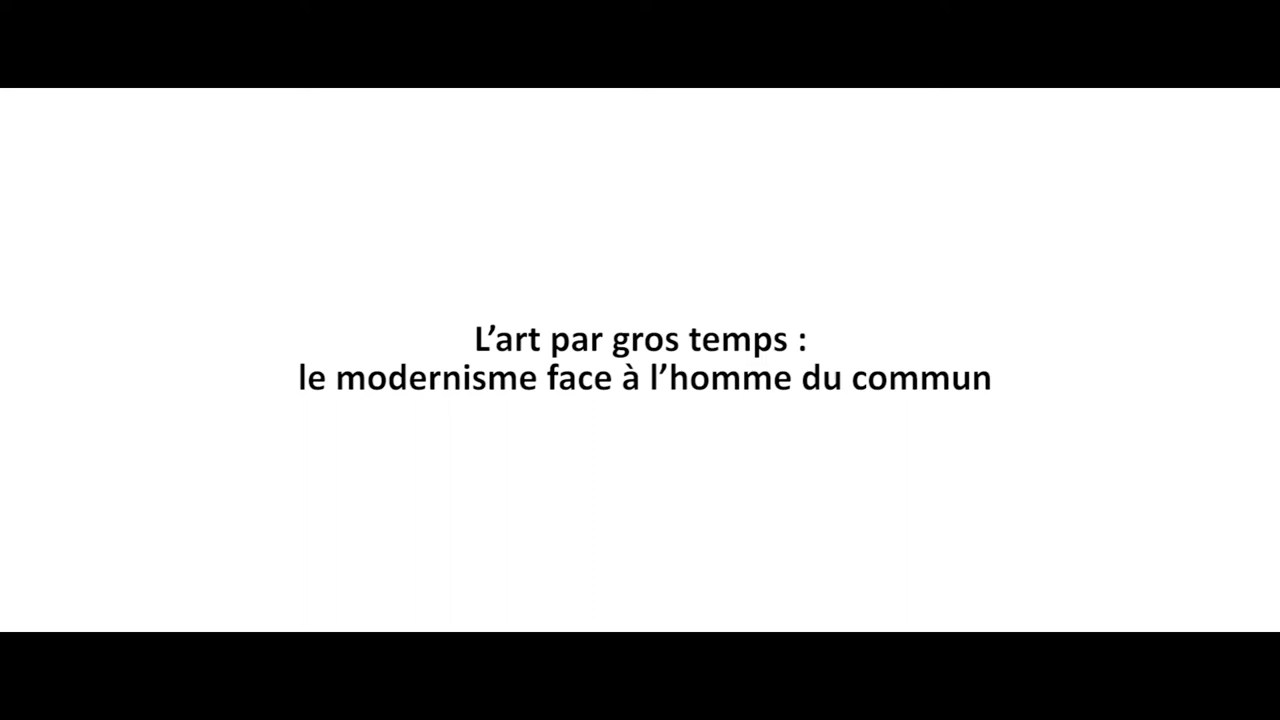 L’art par gros temps :
le modernisme face à l’homme du commun